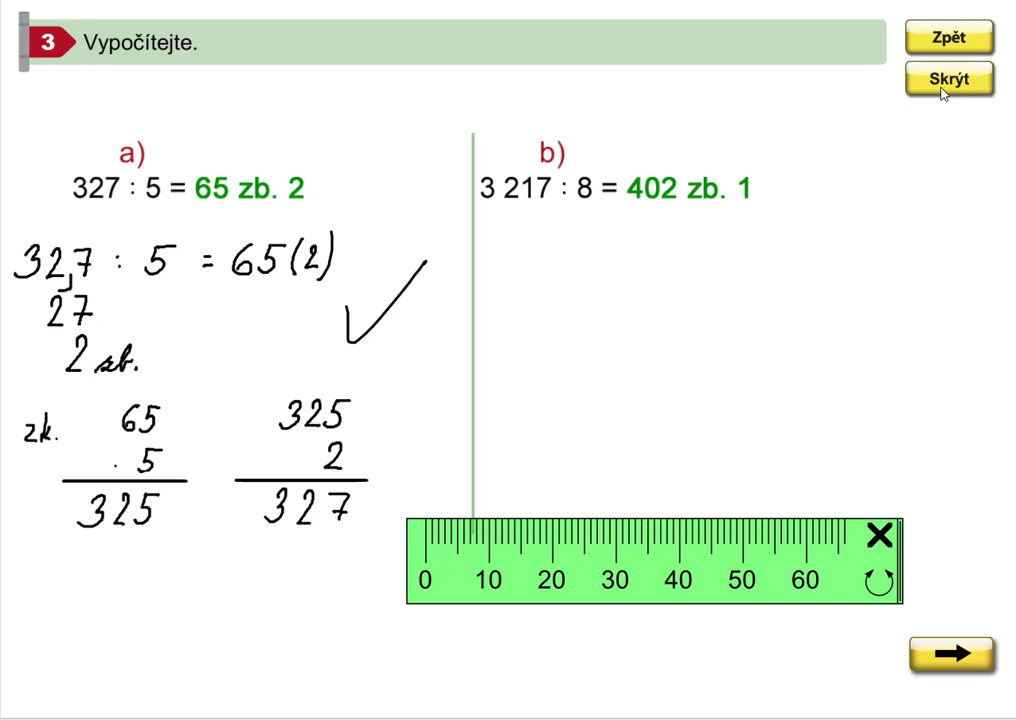 3 Vypočítejte.
Zpět
Skrýt
a)
327 : 5 = 65 zb. 2
327 : 5 = 65(2)
27
2 zb.
zk. 65
. 5
325
325
2
327
b)
3 217 : 8 = 402 zb. 1
0 10 20 30 40 50 60